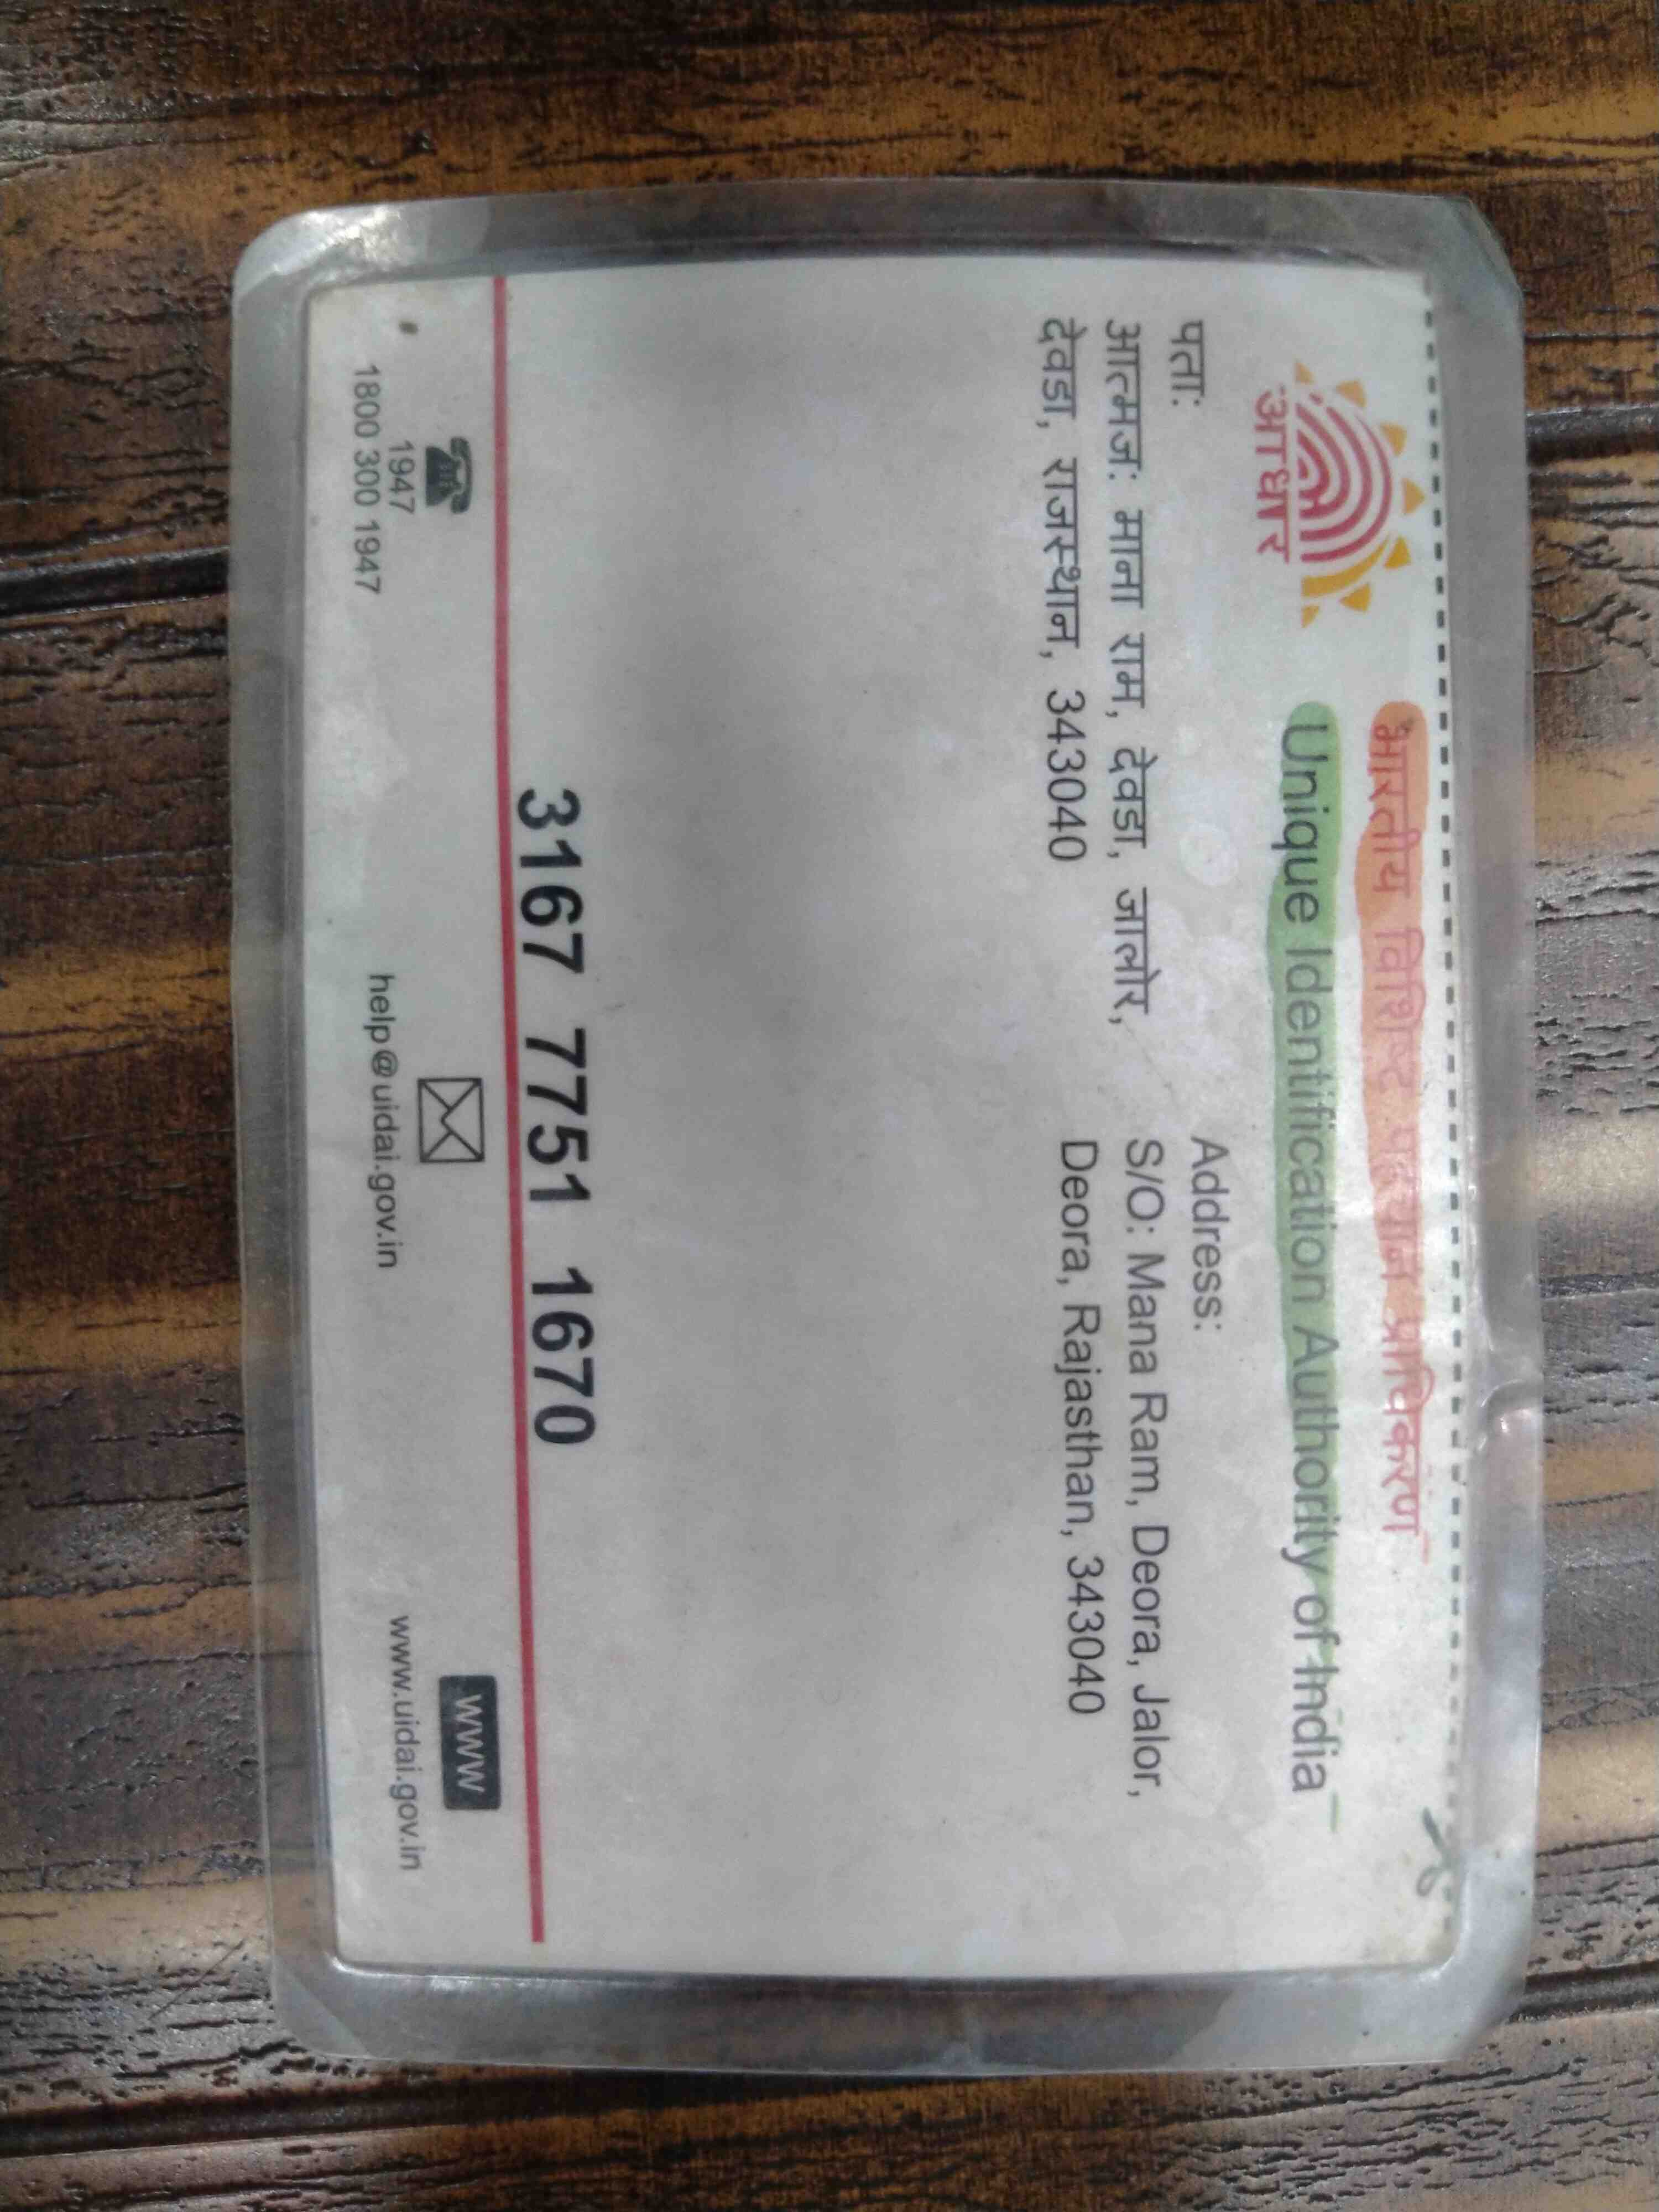 भारतीय विशिष्ट पहचान प्राधिकरण
Unique Identification Authority of India
आधार
पता:
आत्मज: माना राम, देवडा, जालोर,
देवडा, राजस्थान, 343040
Address:
S/O: Mana Ram, Deora, Jalor,
Deora, Rajasthan, 343040
3167 7751 1670
1947
1800 300 1947
help@uidai.gov.in
WWW
www.uidai.gov.in